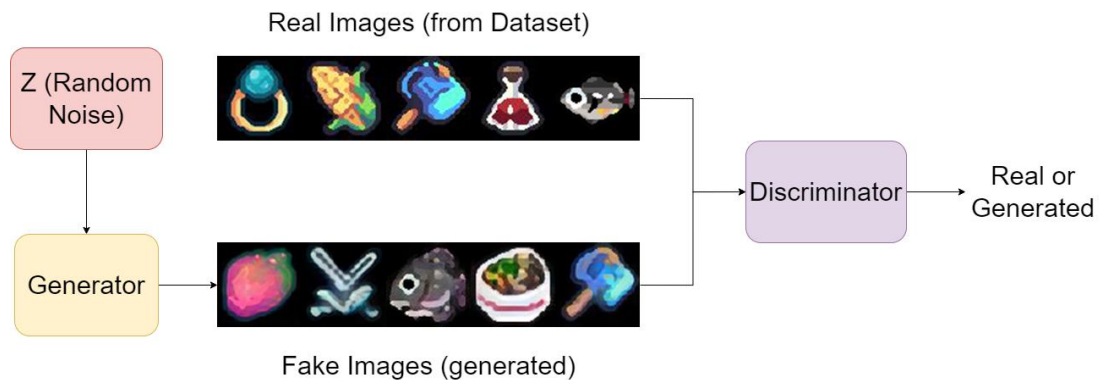 Real Images (from Dataset)
Z (Random
Noise)
Discriminator
Real or
Generated
Generator
Fake Images (generated)